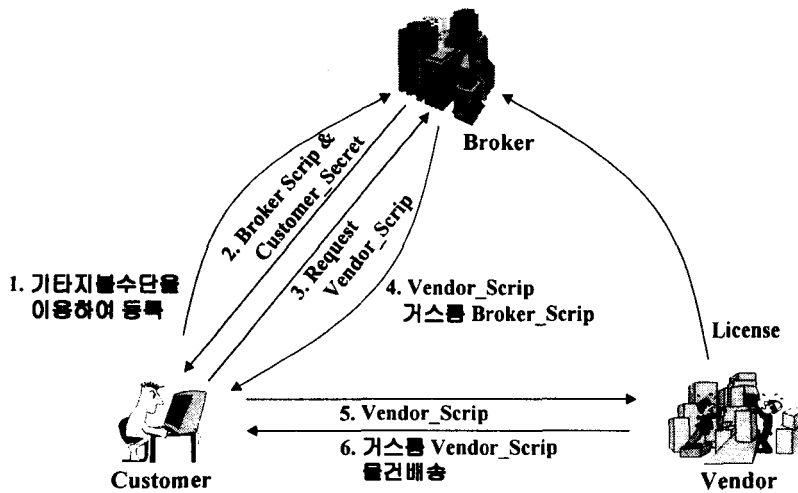 Broker
2. Broker Scrip &
Customer_Secret
3. Request
Vendor_Scrip
1. 기타지불수단을
이용하여 등록
4. Vendor_Scrip
거스름 Broker_Scrip
License
5. Vendor_Scrip
6. 거스름 Vendor_Scrip
물건배송
Customer
Vendor